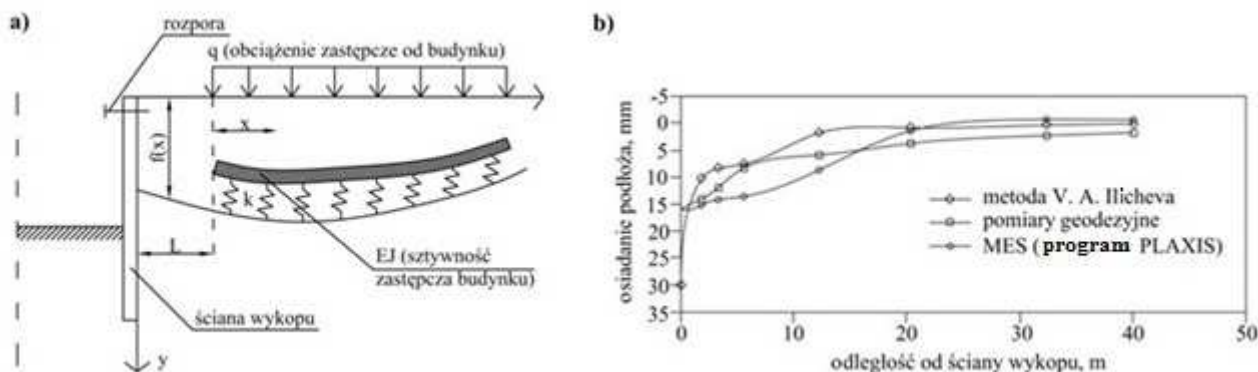 a)
rozpora
q (obciążenie zastępcze od budynku)
x
f(x)
k
L
EJ (sztywność
zastępcza budynku)
ściana wykopu
y
b)
osiadanie podłoża, mm
-5
0
5
10
15
20
25
30
35
metoda V. A. Ilicheva
pomiary geodezyjne
MES (program PLAXIS)
0 10 20 30 40 50
odległość od ściany wykopu, m